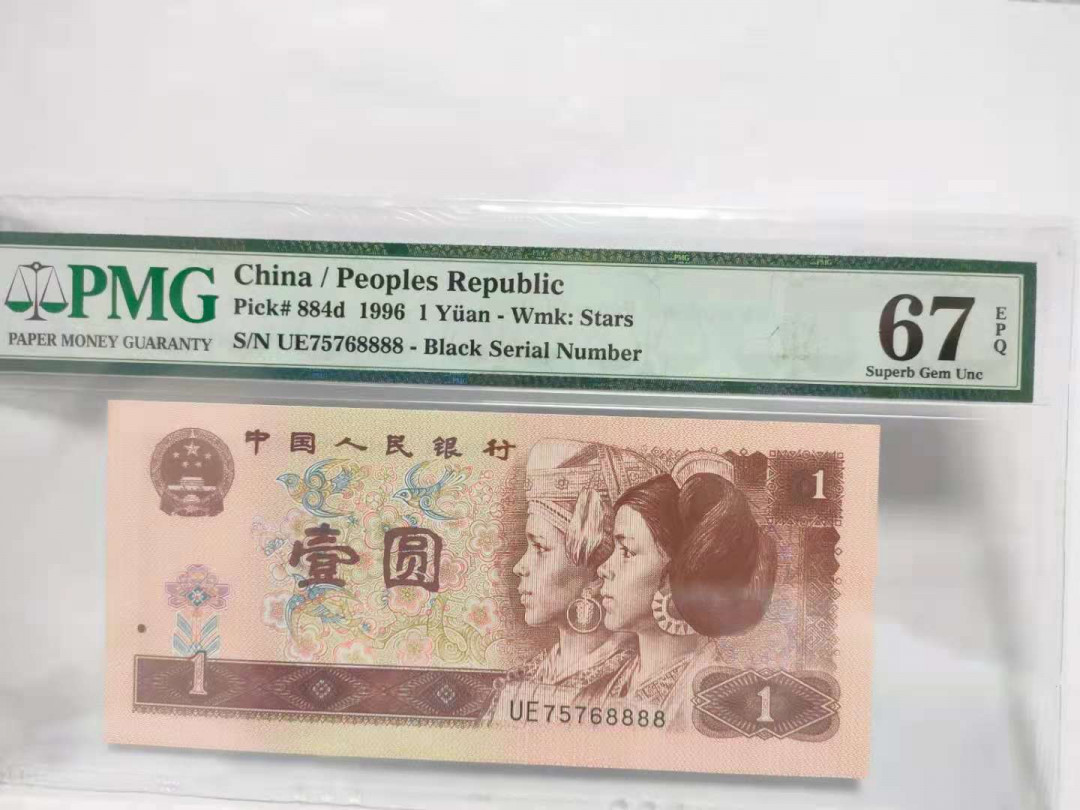 PMG
PAPER MONEY GUARANTY
China / Peoples Republic
Pick# 884d 1996 1 Yüan - Wmk: Stars
S/N UE75768888 - Black Serial Number
67
EPQ
Superb Gem Unc
中国人民银行
1
壹圆
1
UE75768888
1